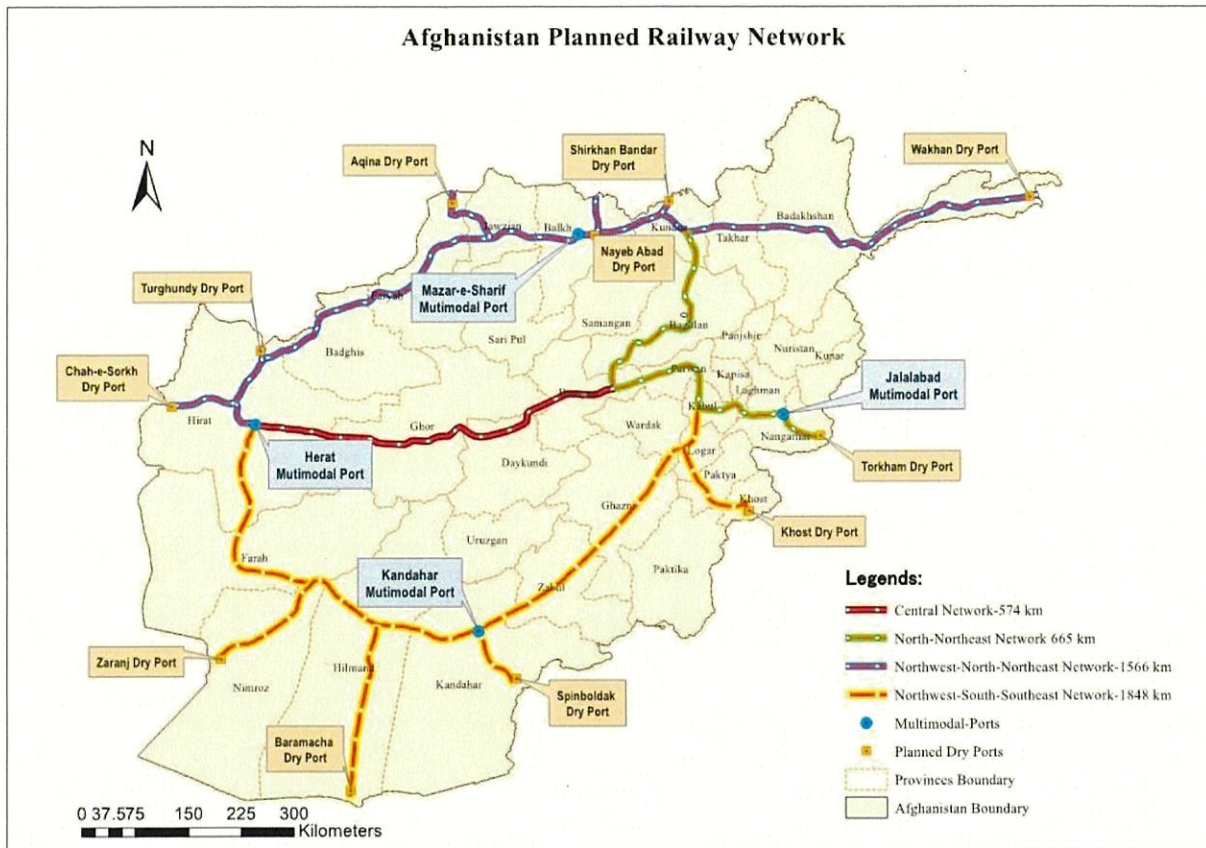 Afghanistan Planned Railway Network
N
Aqina Dry Port
Shirkhan Bandar
Dry Port
Wakhan Dry Port
Badakhshan
Jawzjan
Balkh
Kunduz
Takhar
Nayeb Abad
Dry Port
Turghundy Dry Port
Mazar-e-Sharif
Mutimodal Port
Faryab
Samangan
Baghlan
Sari Pul
Badghis
Panjshir
Nuristan
Kunar
Chah-e-Sorkh
Dry Port
Parwan
Kapisa
Laghman
Jalalabad
Mutimodal Port
Hirat
Ghor
Kabul
Wardak
Nangarhar
Herat
Mutimodal Port
Daykundi
Logar
Paktya
Torkham Dry Port
Ghazni
Khost
Khost Dry Port
Uruzgan
Farah
Paktika
Kandahar
Mutimodal Port
Zabul
Legends:
Central Network-574 km
North-Northeast Network 665 km
Northwest-North-Northeast Network-1566 km
Northwest-South-Southeast Network-1848 km
Multimodal-Ports
Planned Dry Ports
Provinces Boundary
Afghanistan Boundary
Zaranj Dry Port
Hilmand
Nimroz
Kandahar
Spinboldak
Dry Port
Baramacha
Dry Port
0 37.575 150 225 300
Kilometers